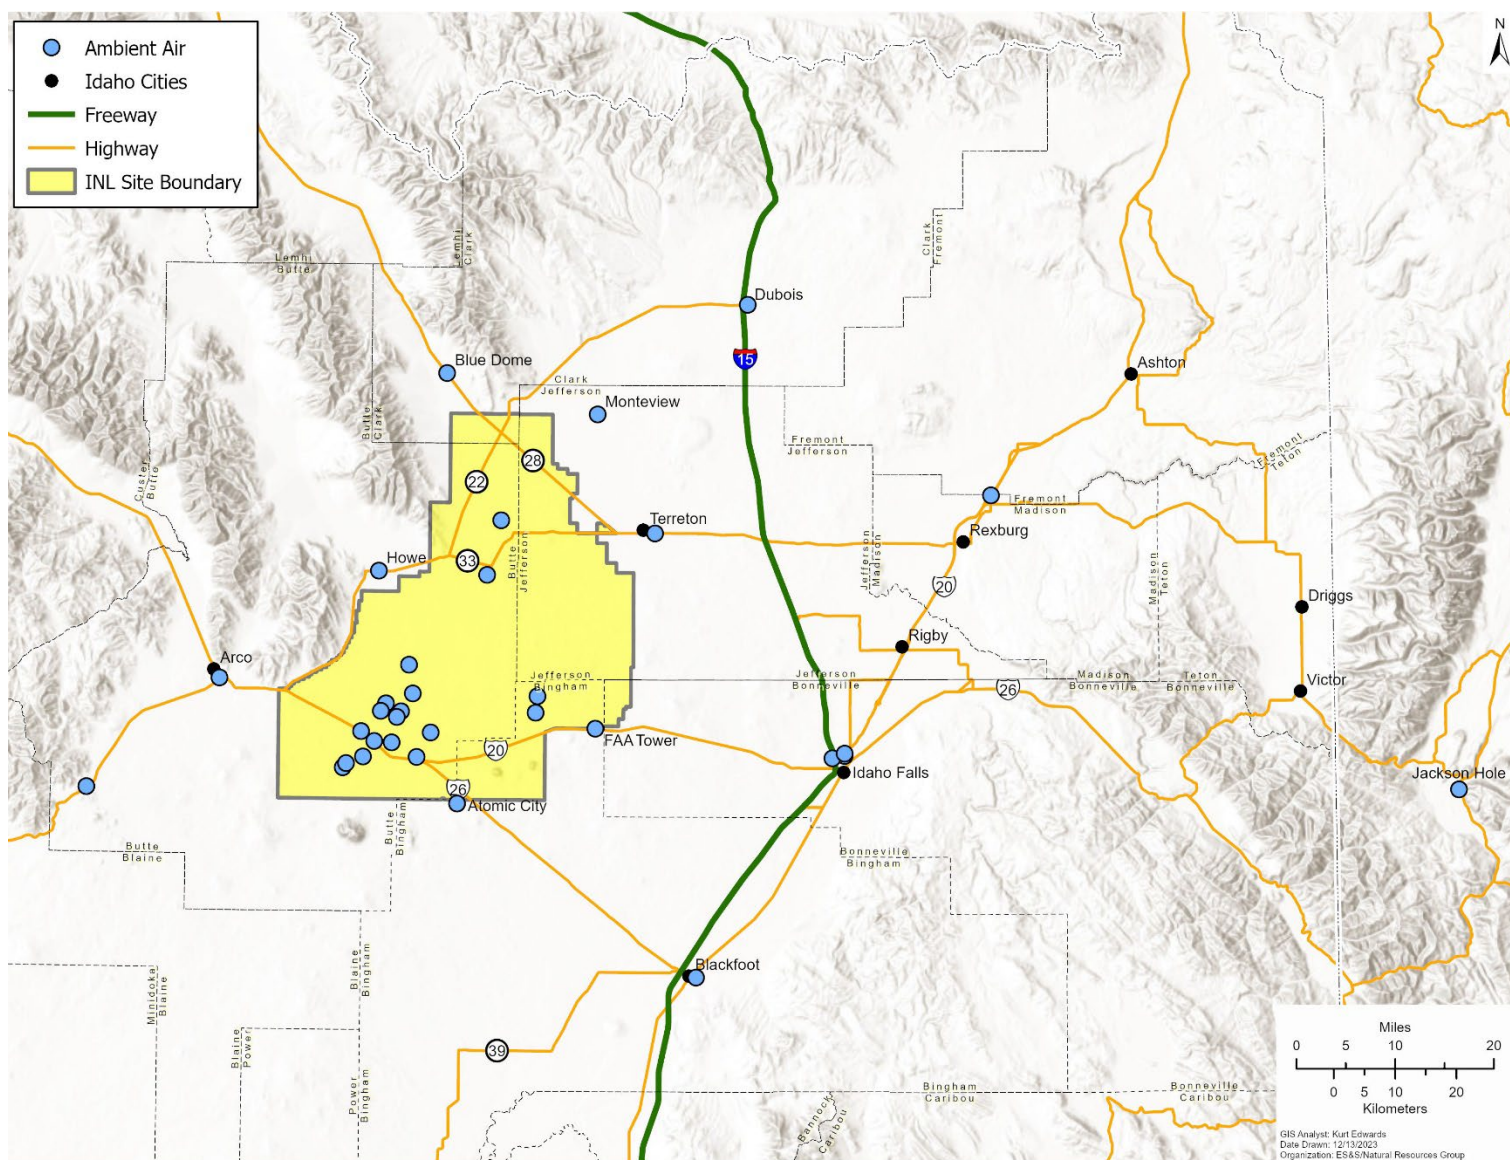 Ambient Air
Idaho Cities
Freeway
Highway
INL Site Boundary
N
Lemhi
Butte
Lemhi
Clark
Clark
Fremont
Dubois
15
Blue Dome
Clark
Jefferson
Monteview
Ashton
Butte
Clark
Custer
Butte
Fremont
Jefferson
Fremont
Teton
28
22
Fremont
Madison
Terreton
Rexburg
Howe
33
Butte
Jefferson
Jefferson
Madison
Madison
Teton
20
Driggs
Rigby
Arco
Jefferson
Bingham
Jefferson
Bonneville
Madison
Bonneville
Teton
Bonneville
26
Victor
FAA Tower
20
Idaho Falls
Jackson Hole
26
Atomic City
Butte
Bingham
Butte
Blaine
Bonneville
Bingham
Blackfoot
Blaine
Bingham
Minidoka
Blaine
Blaine
Power
39
Power
Bingham
Bingham
Caribou
Bannock
Caribou
Bonneville
Caribou
Miles
0 5 10 20
0 5 10 20
Kilometers
GIS Analyst: Kurt Edwards
Date Drawn: 12/13/2023
Organization: ES&S/Natural Resources Group